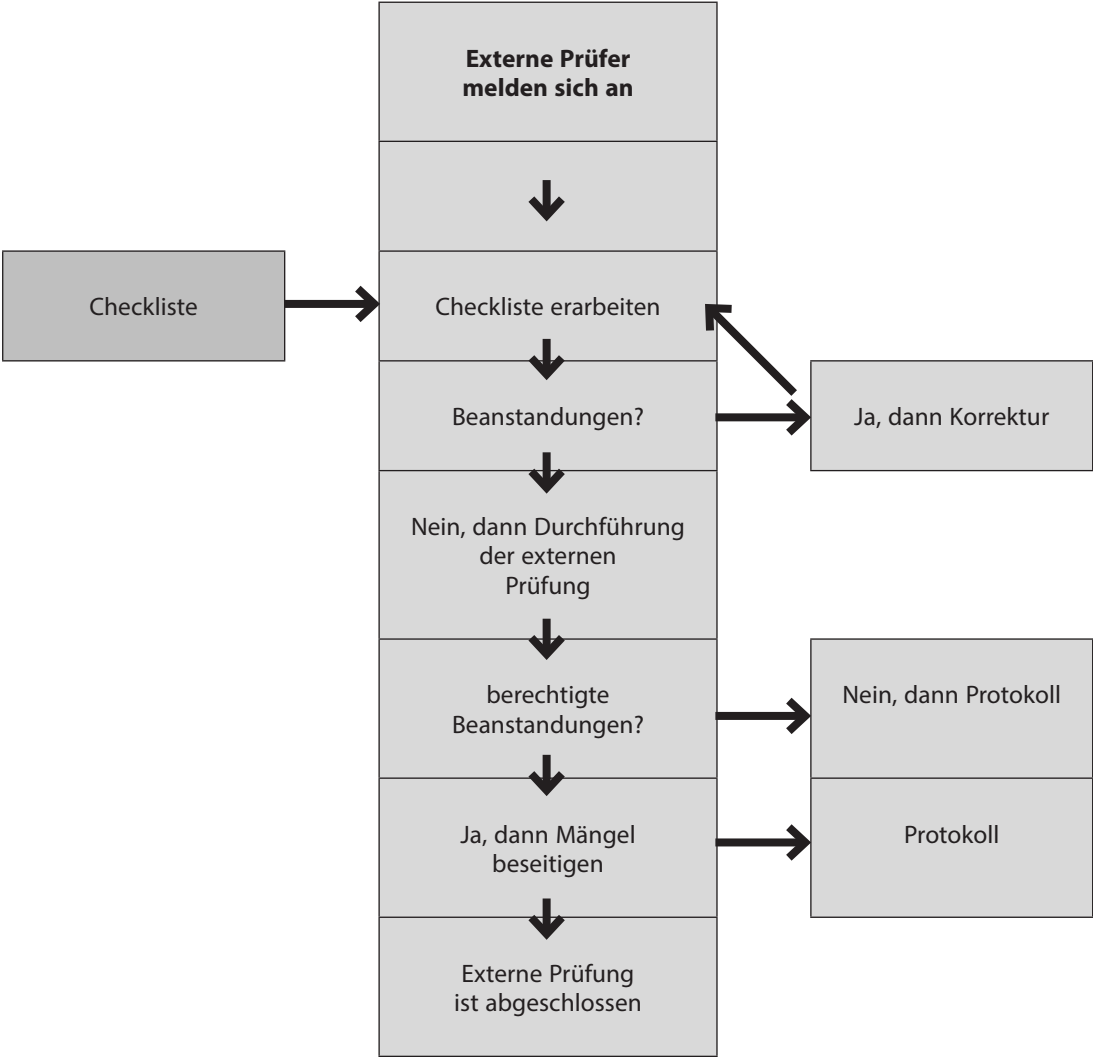 Externe Prüfer
melden sich an
Checkliste
Checkliste erarbeiten
Beanstandungen?
Ja, dann Korrektur
Nein, dann Durchführung
der externen
Prüfung
berechtigte
Beanstandungen?
Nein, dann Protokoll
Ja, dann Mängel
beseitigen
Protokoll
Externe Prüfung
ist abgeschlossen